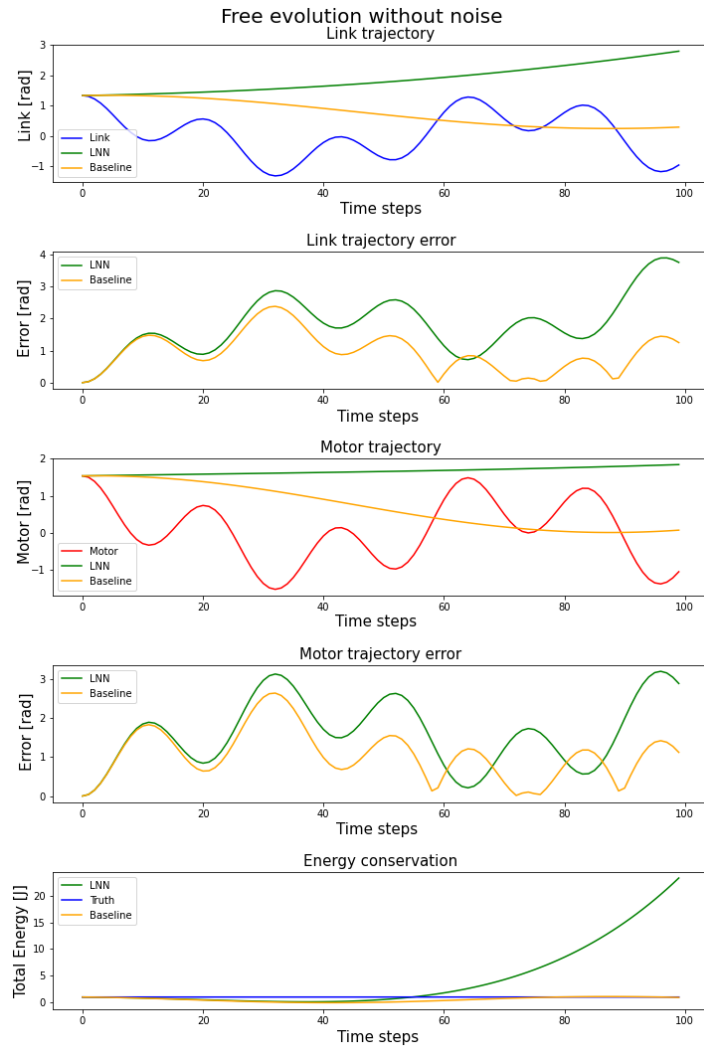 Free evolution without noise
Link trajectory
Link [rad]
3
2
1
0
−1
Link
LNN
Baseline
0 20 40 60 80 100
Time steps
Link trajectory error
Error [rad]
4
3
2
1
0
LNN
Baseline
0 20 40 60 80 100
Time steps
Motor trajectory
Motor [rad]
2
1
0
−1
Motor
LNN
Baseline
0 20 40 60 80 100
Time steps
Motor trajectory error
Error [rad]
3
2
1
0
LNN
Baseline
0 20 40 60 80 100
Time steps
Energy conservation
Total Energy [J]
20
15
10
5
0
LNN
Truth
Baseline
0 20 40 60 80 100
Time steps